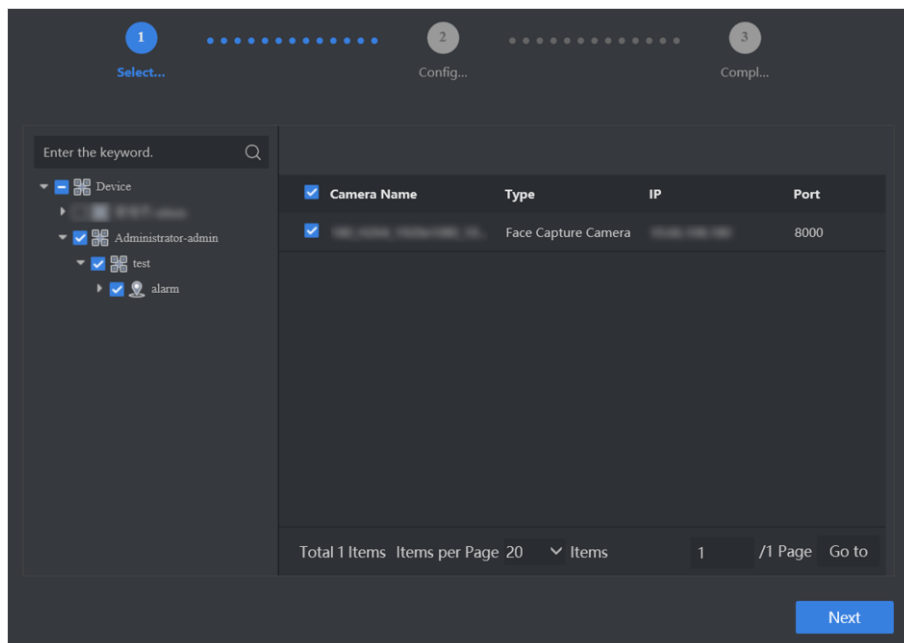 1 2 3
Select... Config... Compl...
Enter the keyword.
Device
Administrator-admin
test
alarm
Camera Name Type IP Port
Face Capture Camera 8000
Total 1 Items Items per Page 20 Items 1 /1 Page Go to
Next